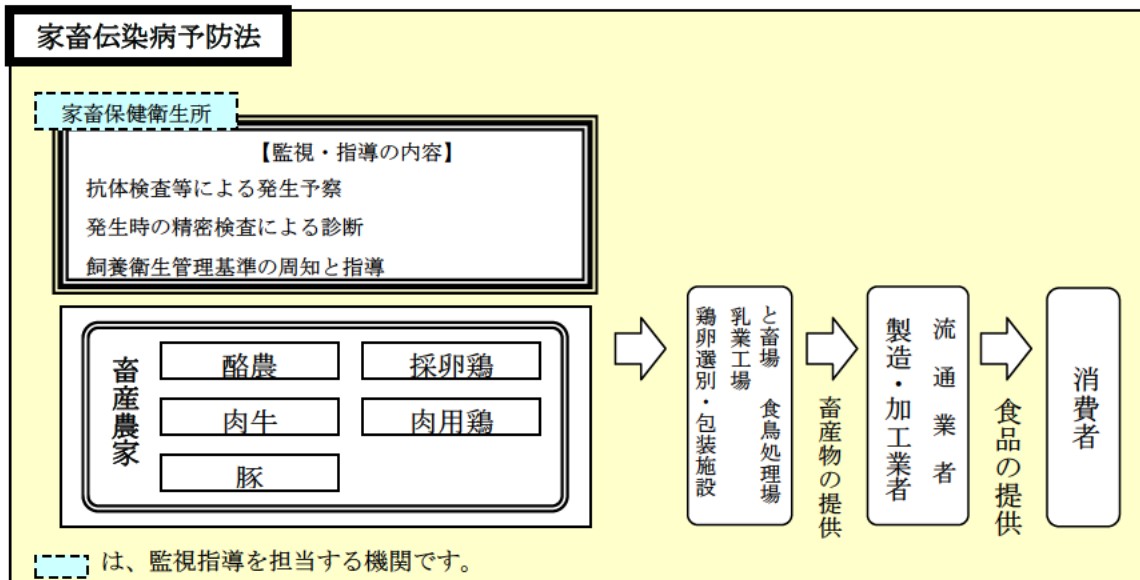 家畜伝染病予防法
家畜保健衛生所
【監視・指導の内容】
抗体検査等による発生予察
発生時の精密検査による診断
飼養衛生管理基準の周知と指導
畜産農家
酪農
採卵鶏
肉牛
肉用鶏
豚
と畜場　食鳥処理場
乳業工場
鶏卵選別・包装施設
畜産物の提供
流通業者
製造・加工業者
食品の提供
消費者
は、監視指導を担当する機関です。